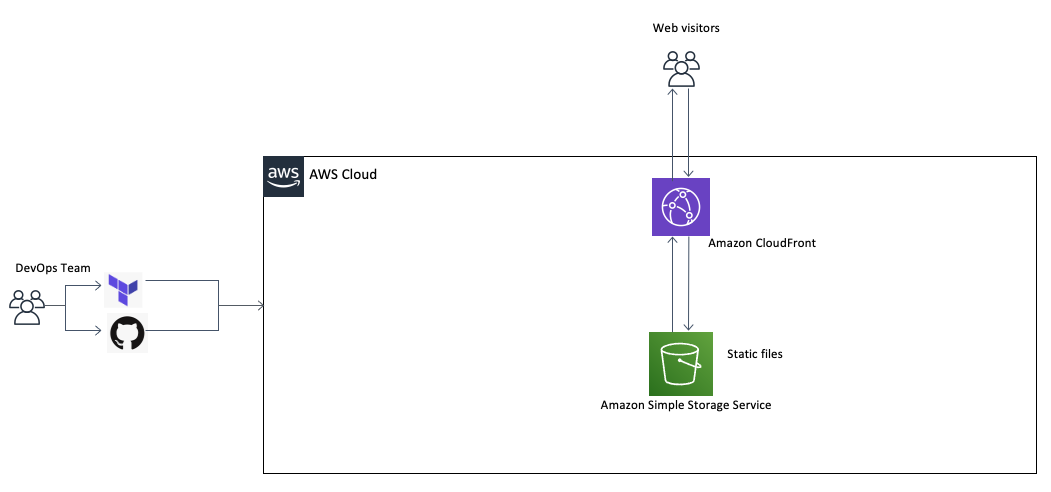 Web visitors
aws
AWS Cloud
Amazon CloudFront
DevOps Team
Static files
Amazon Simple Storage Service